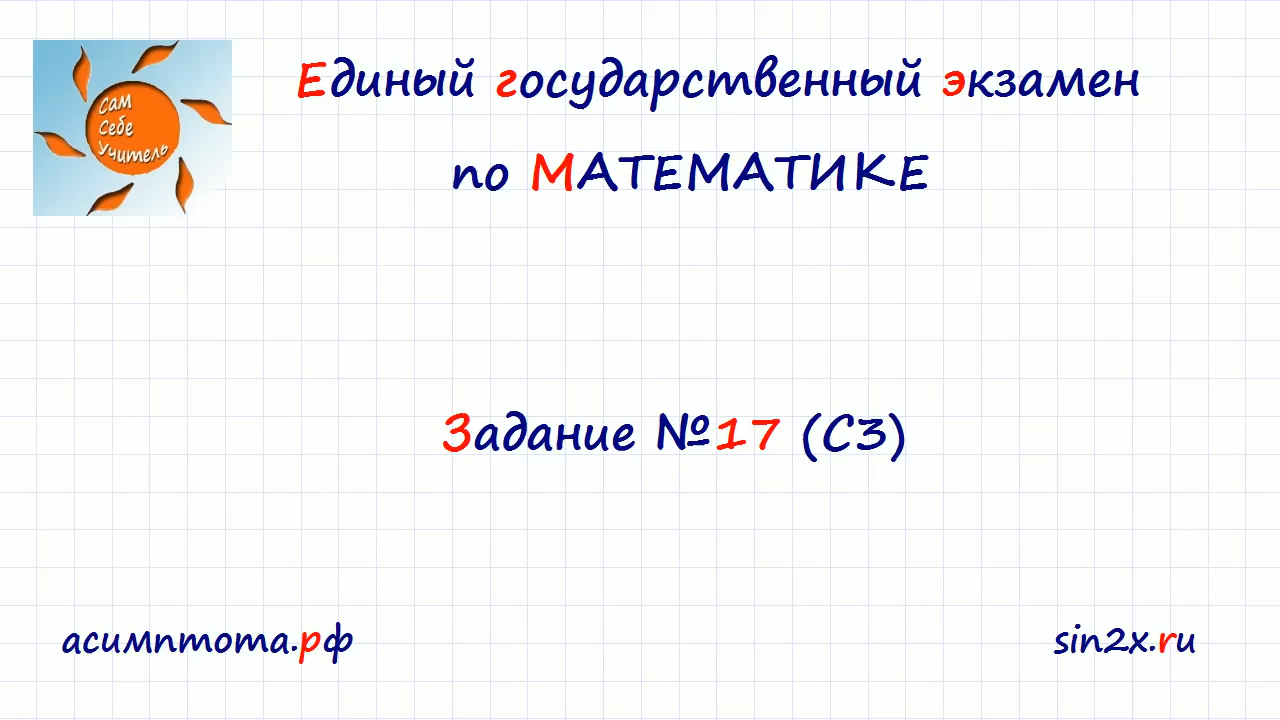 Сам
Себе
Учитель
Единый государственный экзамен
по МАТЕМАТИКЕ
Задание №17 (С3)
асимптота.рф
sin2x.ru